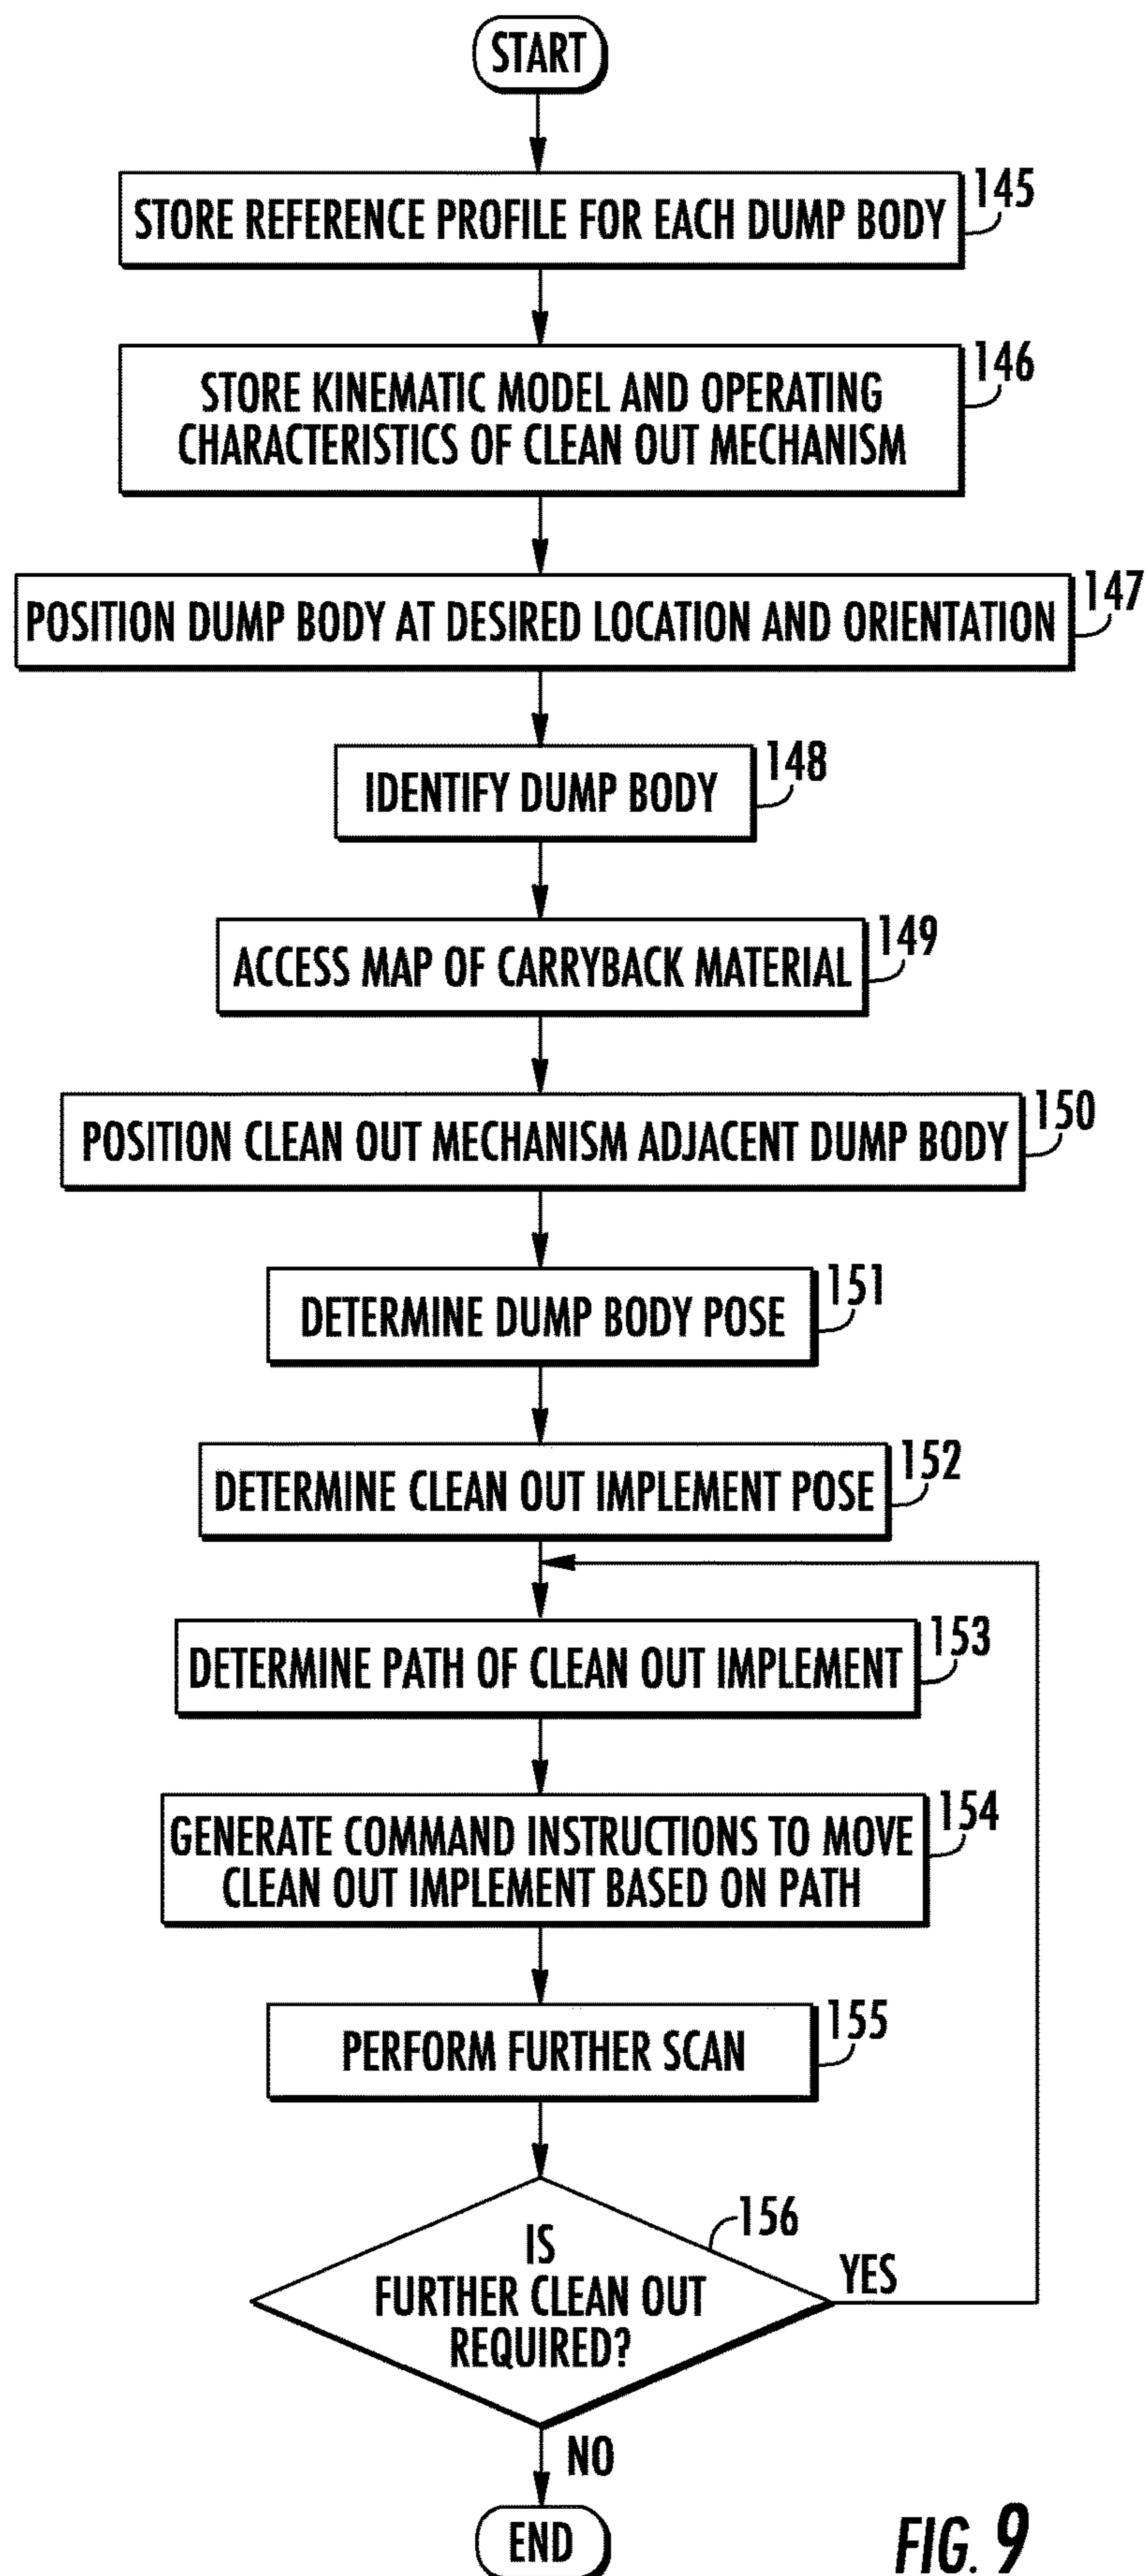 START
STORE REFERENCE PROFILE FOR EACH DUMP BODY
145
STORE KINEMATIC MODEL AND OPERATING
CHARACTERISTICS OF CLEAN OUT MECHANISM
146
POSITION DUMP BODY AT DESIRED LOCATION AND ORIENTATION
147
IDENTIFY DUMP BODY
148
ACCESS MAP OF CARRYBACK MATERIAL
149
POSITION CLEAN OUT MECHANISM ADJACENT DUMP BODY
150
DETERMINE DUMP BODY POSE
151
DETERMINE CLEAN OUT IMPLEMENT POSE
152
DETERMINE PATH OF CLEAN OUT IMPLEMENT
153
GENERATE COMMAND INSTRUCTIONS TO MOVE
CLEAN OUT IMPLEMENT BASED ON PATH
154
PERFORM FURTHER SCAN
155
IS
FURTHER CLEAN OUT
REQUIRED?
156
YES
NO
END
FIG. 9